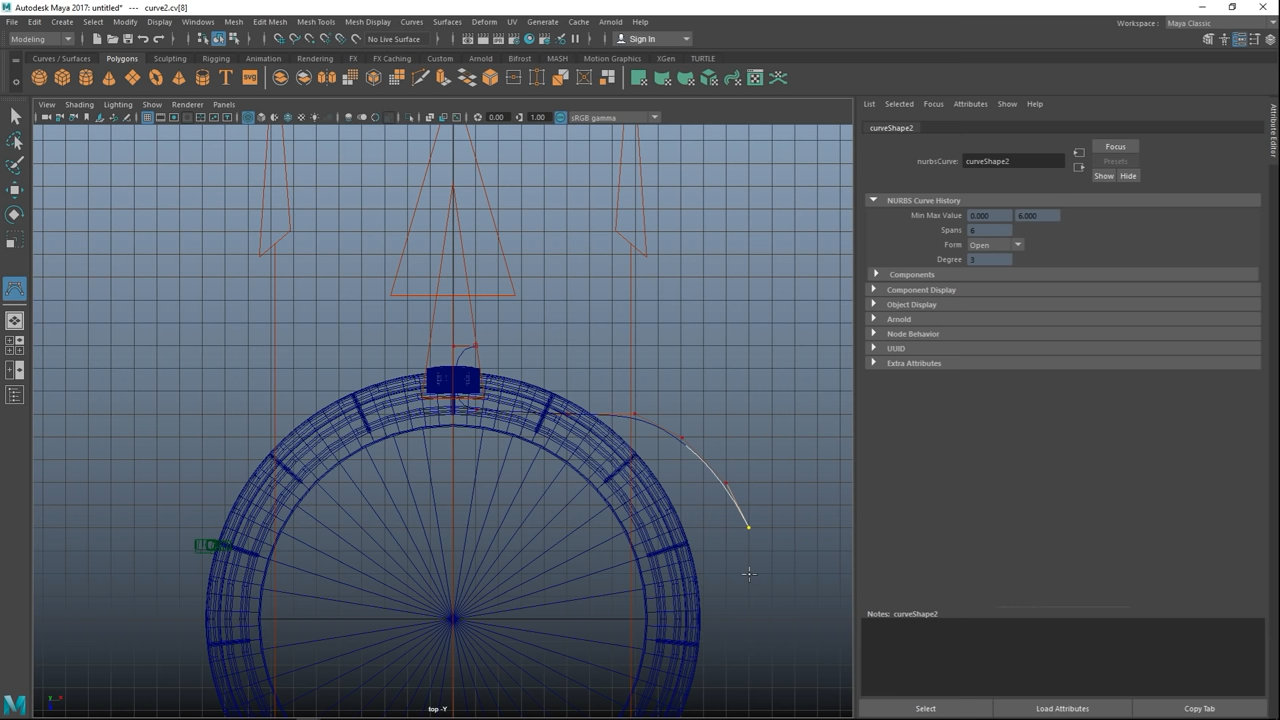 Autodesk Maya 2017: untitled*   ---   curve2.cv[8]
File Edit Create Select Modify Display Windows Mesh Edit Mesh Mesh Tools Mesh Display Curves Surfaces Deform UV Generate Cache Arnold Help
Workspace : Maya Classic
Modeling
No Live Surface
Sign In
Curves / Surfaces Polygons Sculpting Rigging Animation Rendering FX FX Caching Custom Arnold Bifrost MASH Motion Graphics XGen TURTLE
T SVG
View Shading Lighting Show Renderer Panels
0.00 1.00 sRGB gamma
List Selected Focus Attributes Show Help
curveShape2
nurbsCurve: curveShape2
Focus
Presets
Show Hide
NURBS Curve History
Min Max Value 0.000 6.000
Spans 6
Form Open
Degree 3
Components
Component Display
Object Display
Arnold
Node Behavior
UUID
Extra Attributes
Attribute Editor
Notes: curveShape2
top -Y
Select Load Attributes Copy Tab